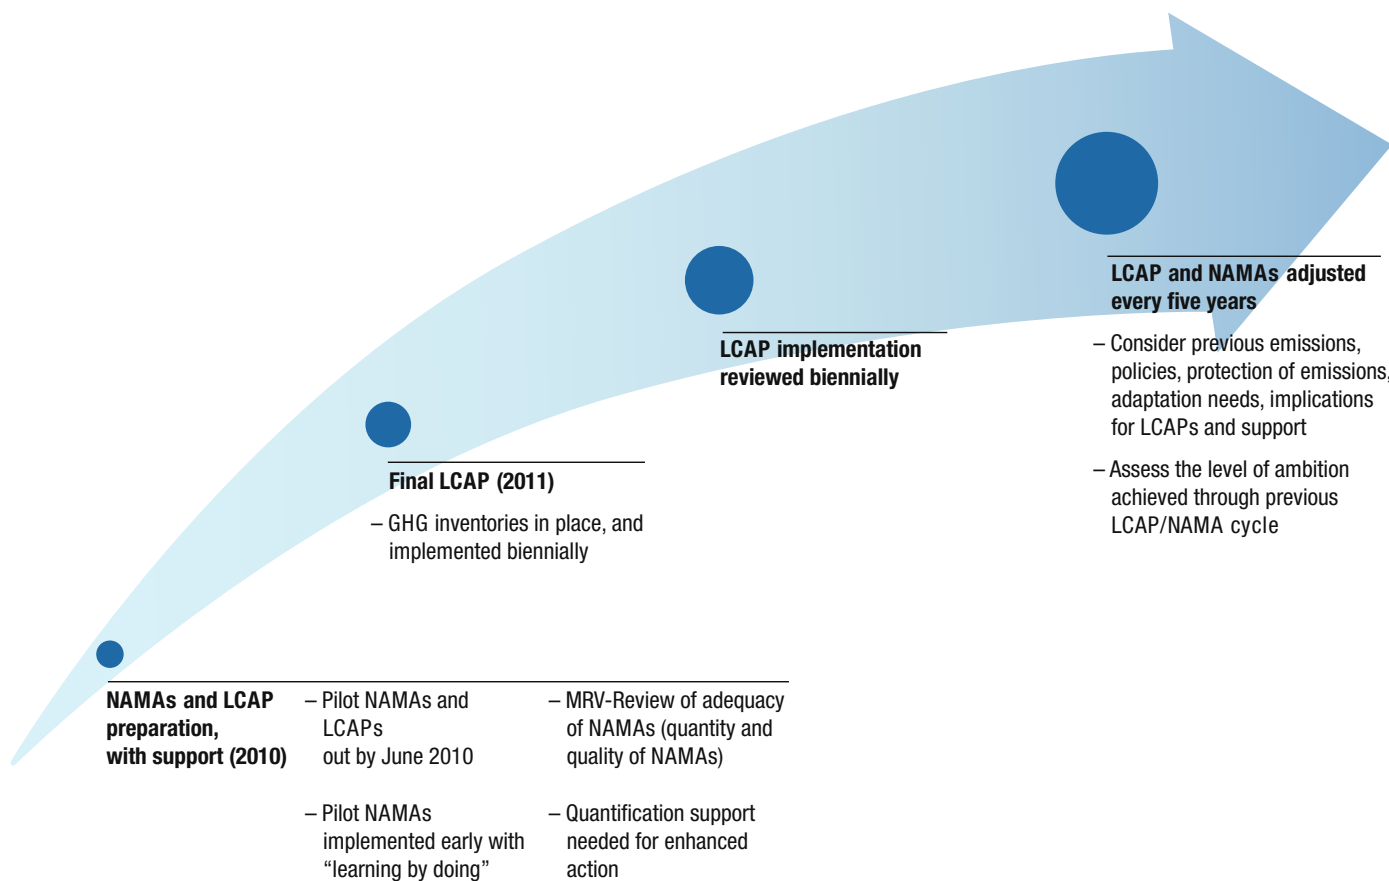 LCAP and NAMAs adjusted
every five years
– Consider previous emissions,
policies, protection of emissions,
adaptation needs, implications
for LCAPs and support
– Assess the level of ambition
achieved through previous
LCAP/NAMA cycle
LCAP implementation
reviewed biennially
Final LCAP (2011)
– GHG inventories in place, and
implemented biennially
NAMAs and LCAP
preparation,
with support (2010)
– Pilot NAMAs and
LCAPs
out by June 2010
– Pilot NAMAs
implemented early with
“learning by doing”
– MRV-Review of adequacy
of NAMAs (quantity and
quality of NAMAs)
– Quantification support
needed for enhanced
action